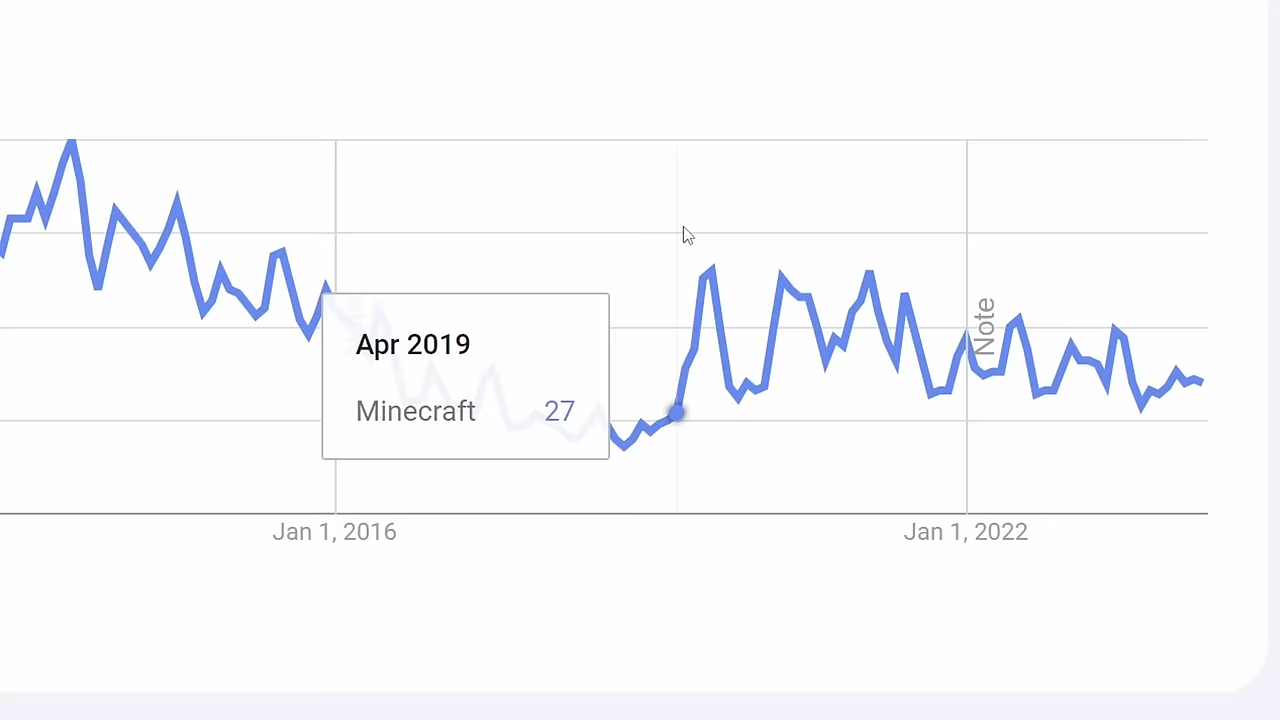 Note
Apr 2019
Minecraft 27
Jan 1, 2016
Jan 1, 2022